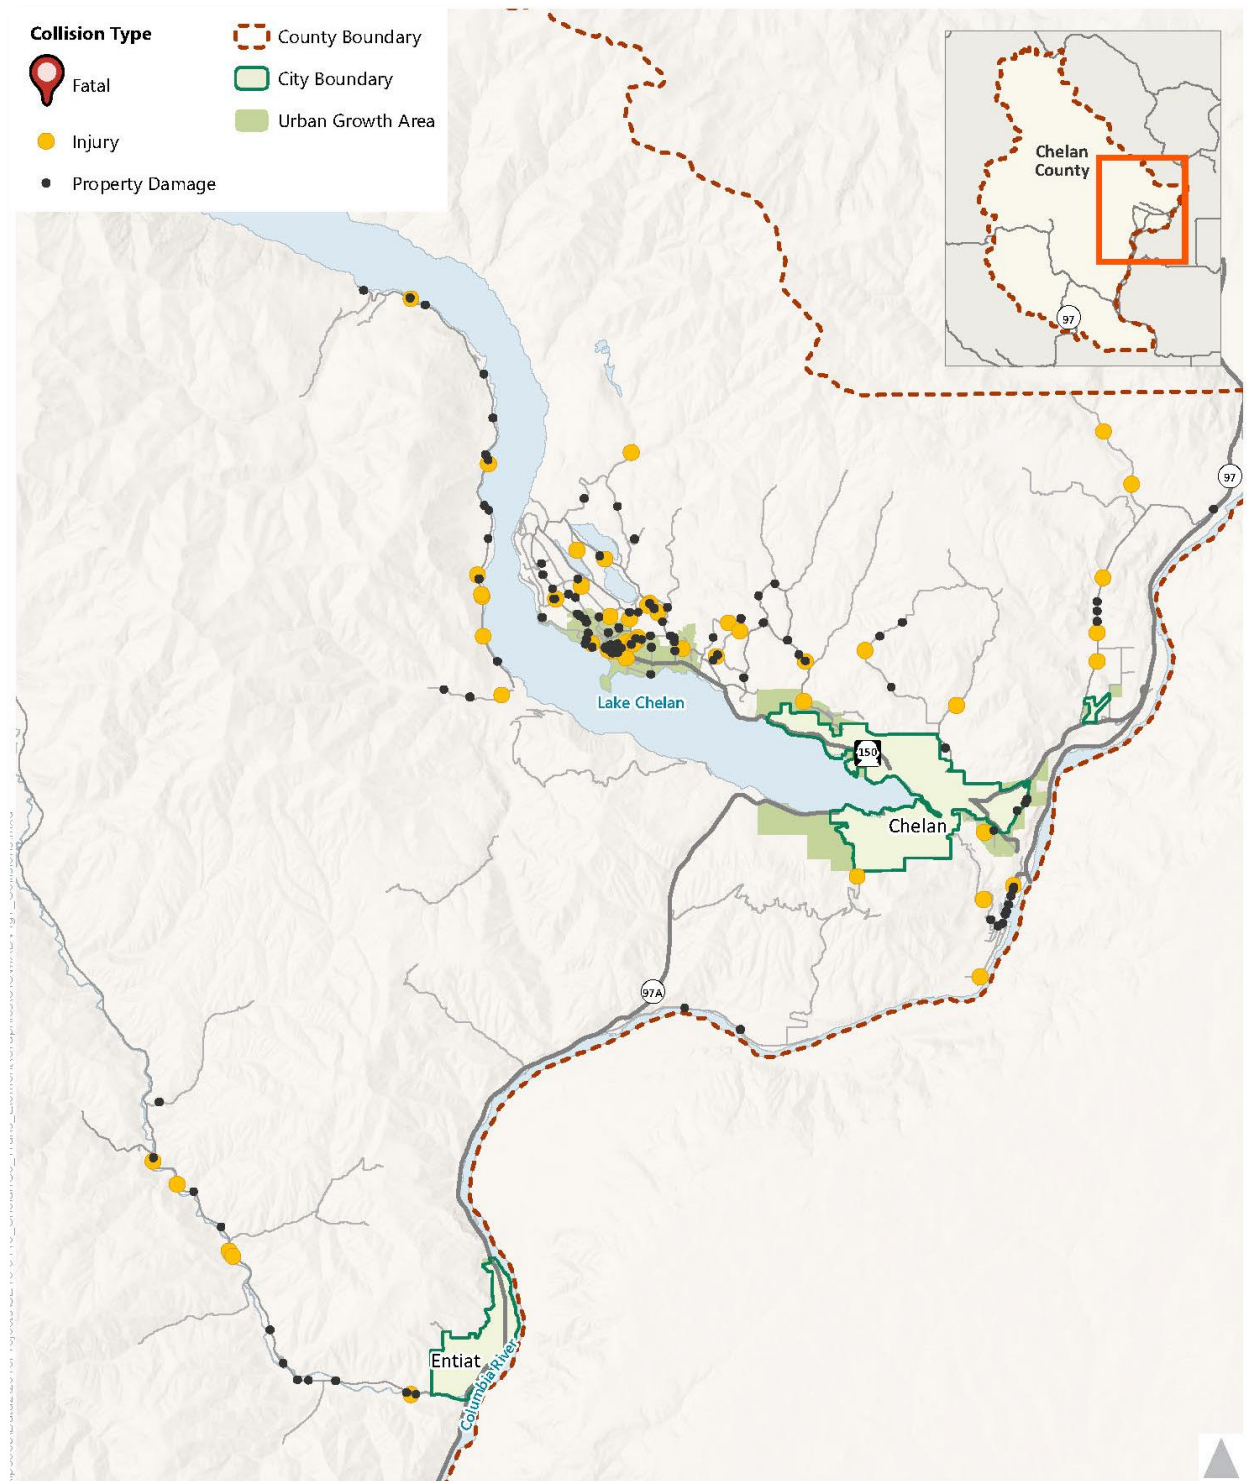 Collision Type
Fatal
Injury
Property Damage
County Boundary
City Boundary
Urban Growth Area
Chelan
County
97
97
Lake Chelan
150
Chelan
97A
Entiat
Columbia River